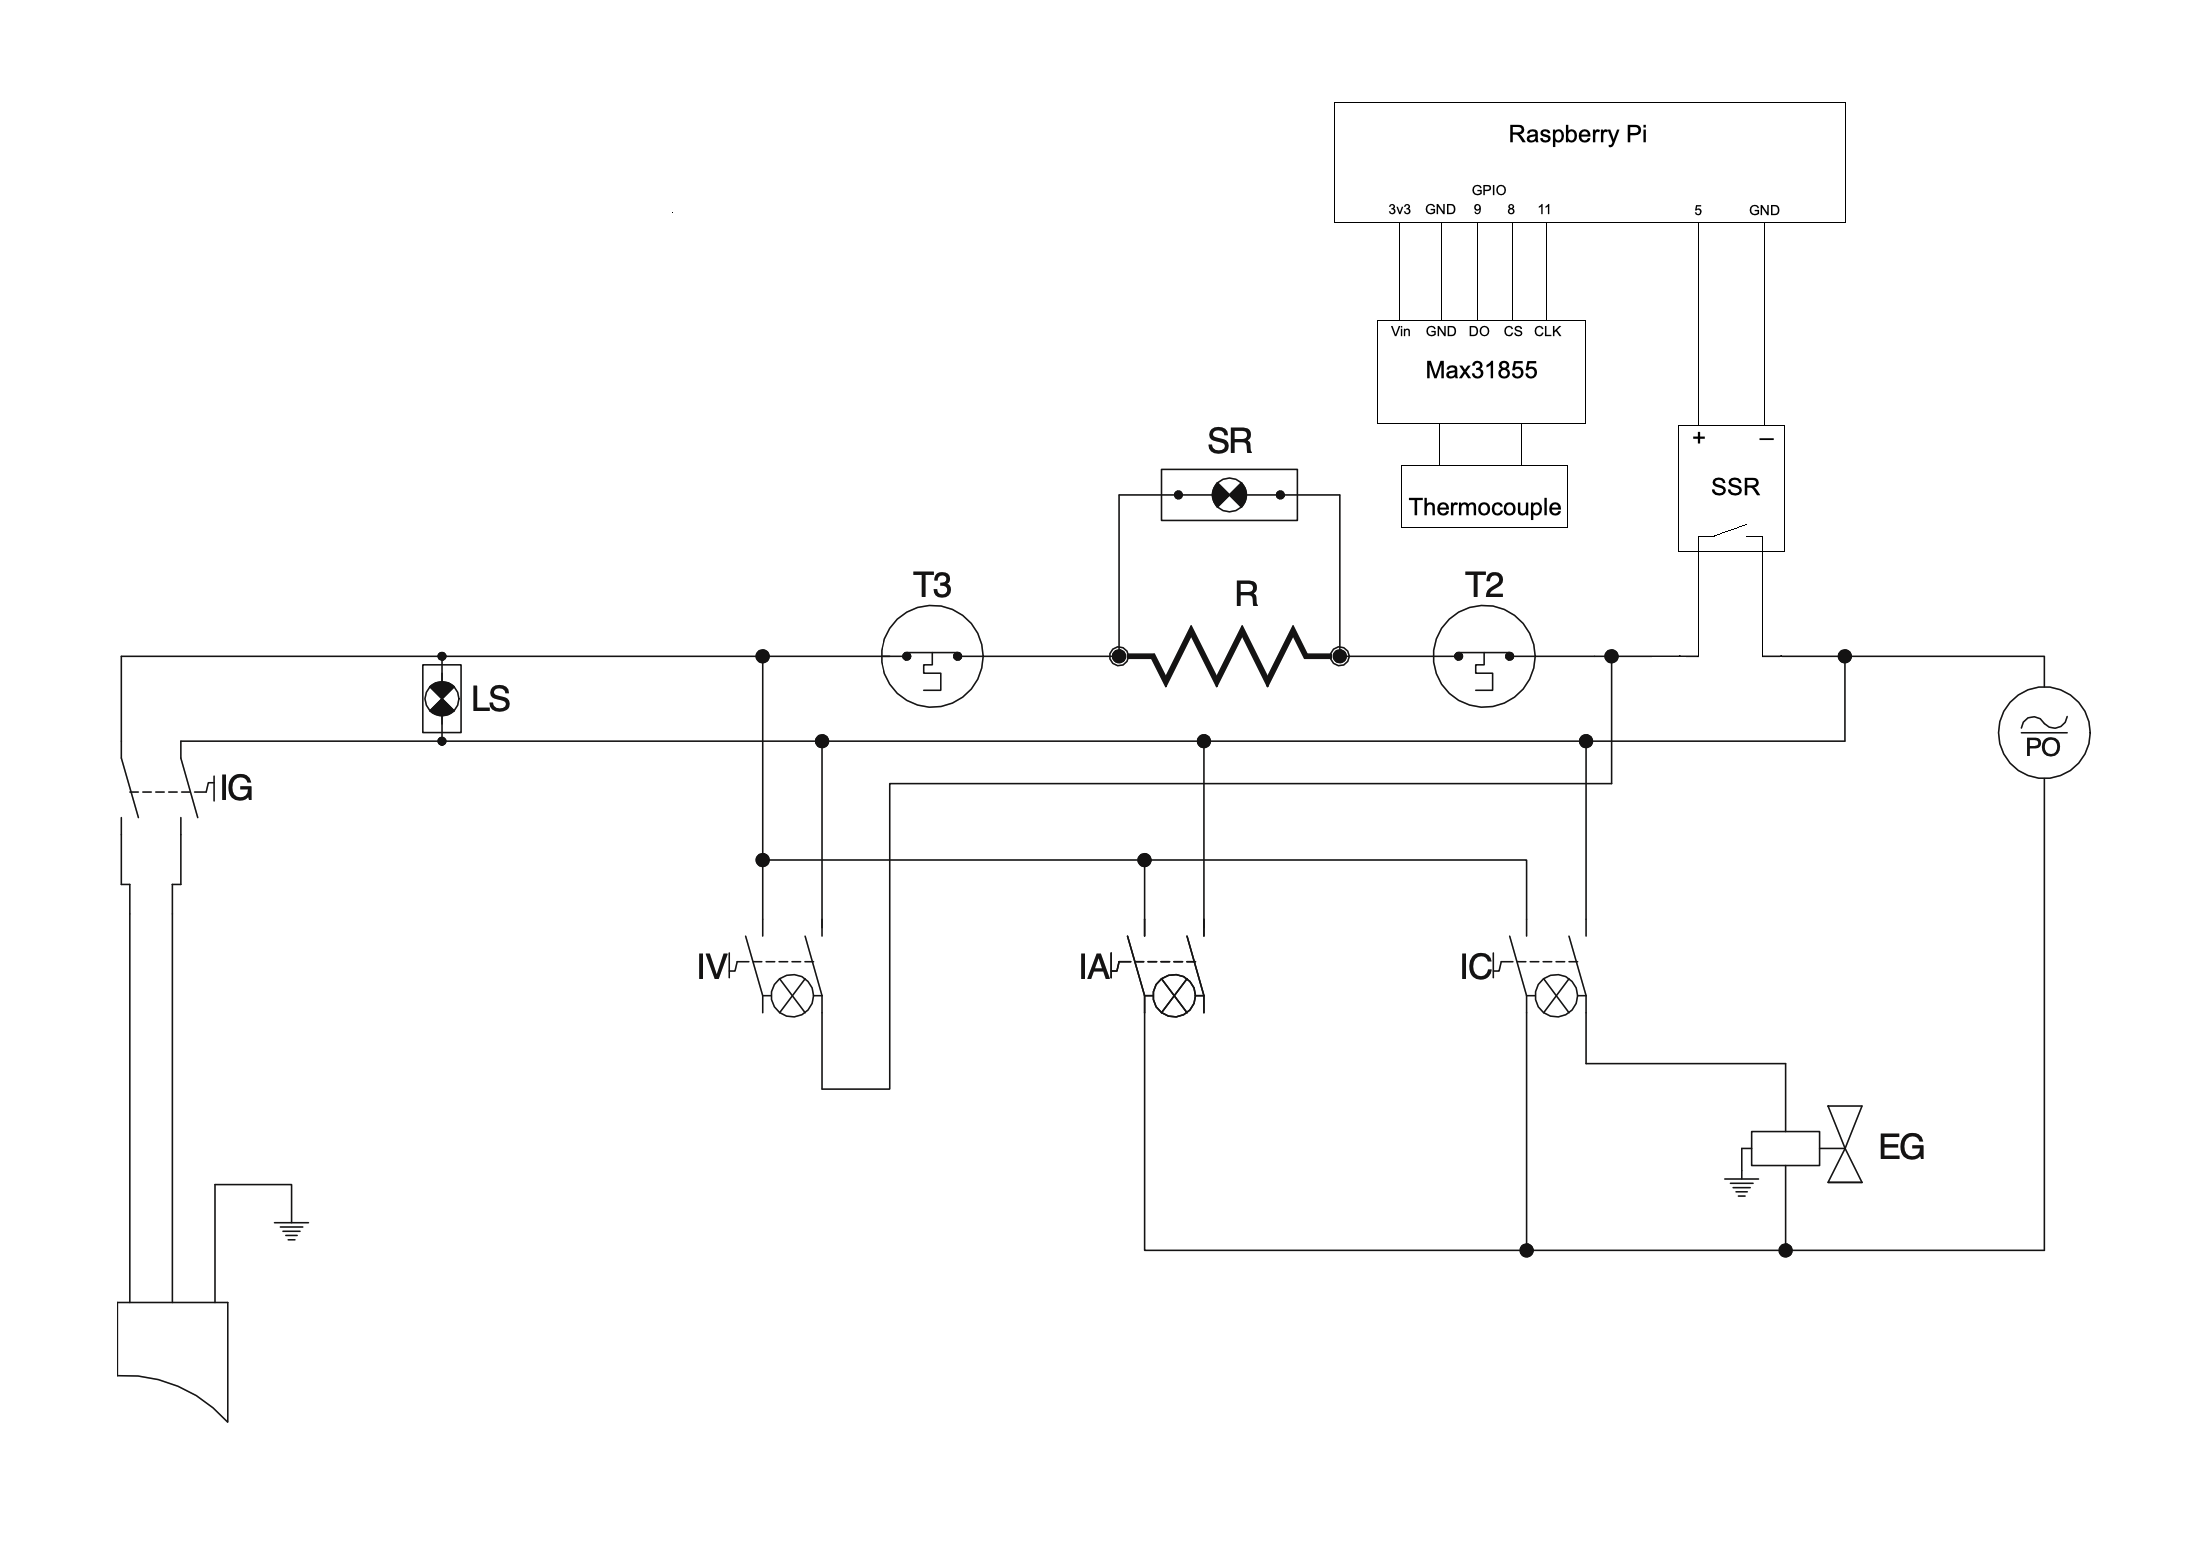 Raspberry Pi
GPIO
3v3 GND 9 8 11 5 GND
Vin GND DO CS CLK
Max31855
Thermocouple
+ –
SSR
SR
T3
R
T2
LS
PO
IG
IV
IA
IC
EG